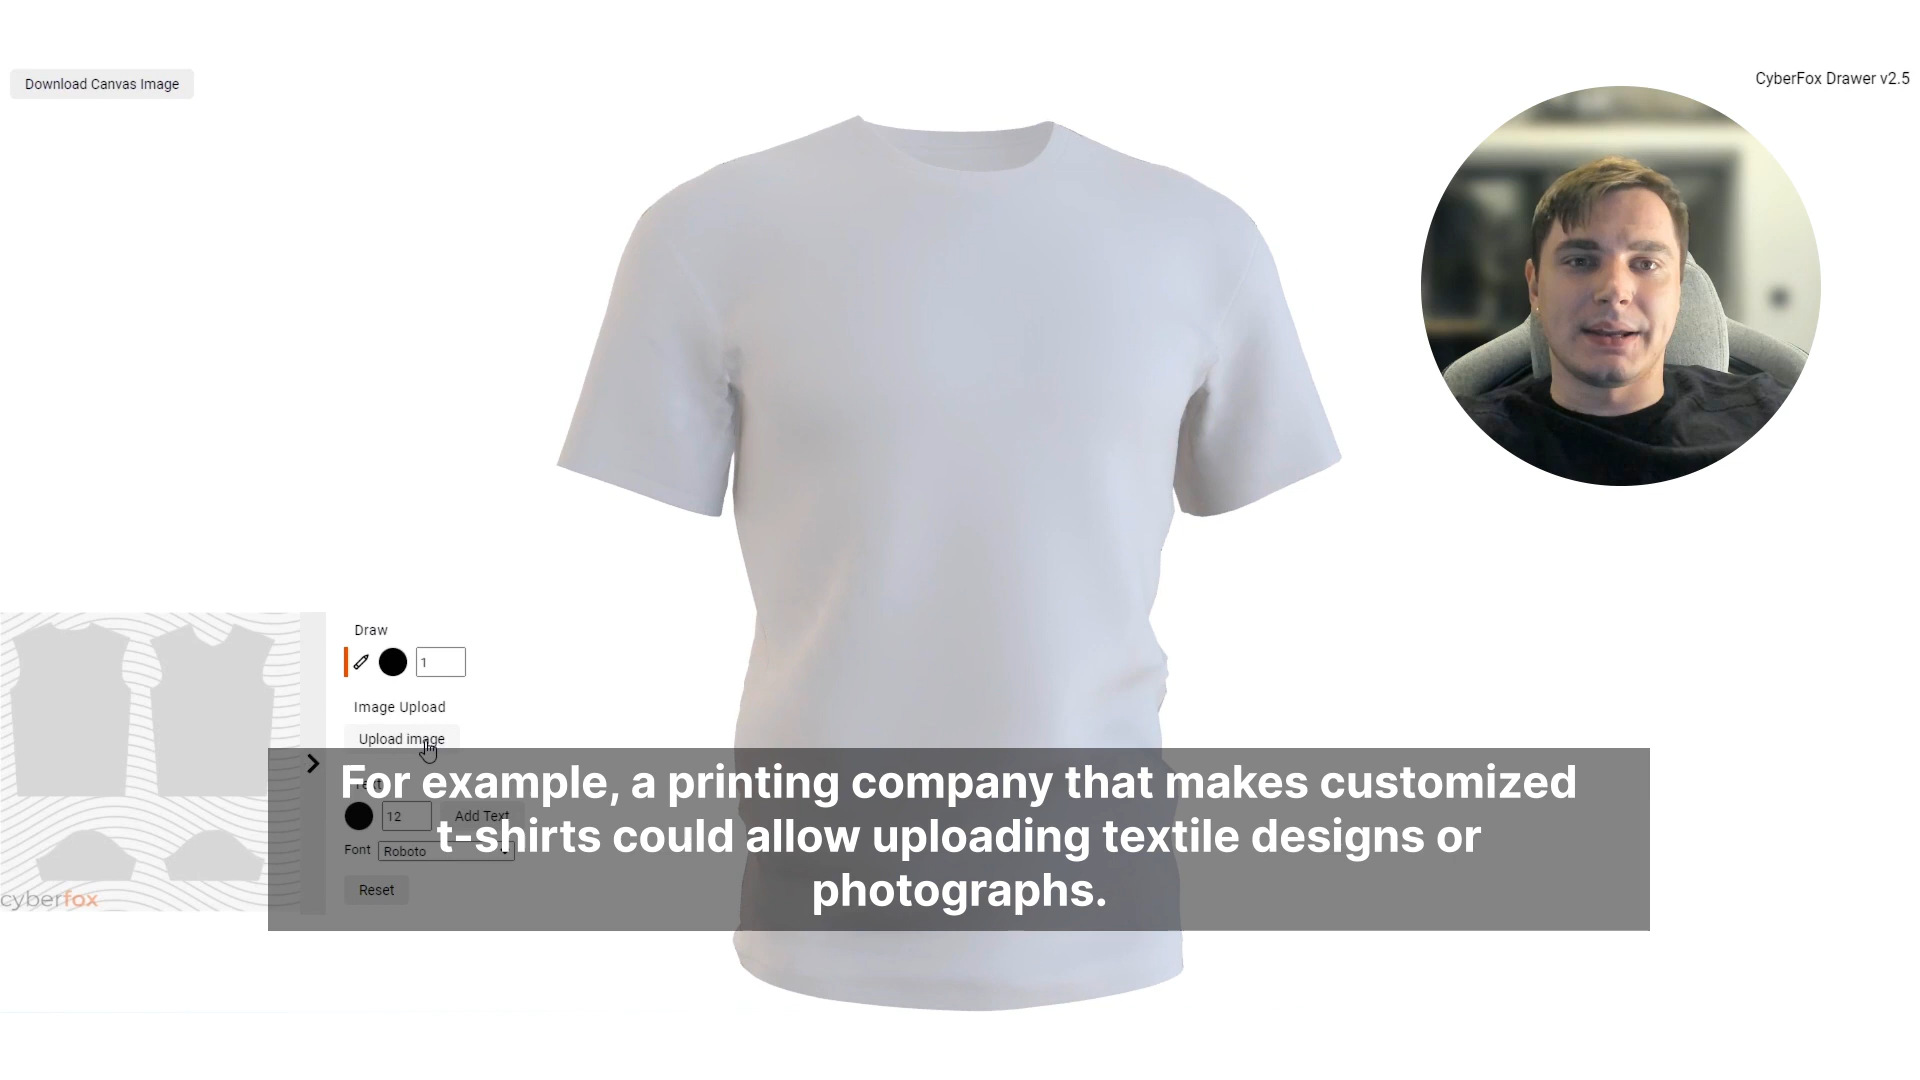 Download Canvas Image
CyberFox Drawer v2.5
Draw
1
Image Upload
Upload image
For example, a printing company that makes customized
t-shirts could allow uploading textile designs or
photographs.
Text
12
Add Text
Font
Roboto
Reset
cyberfox